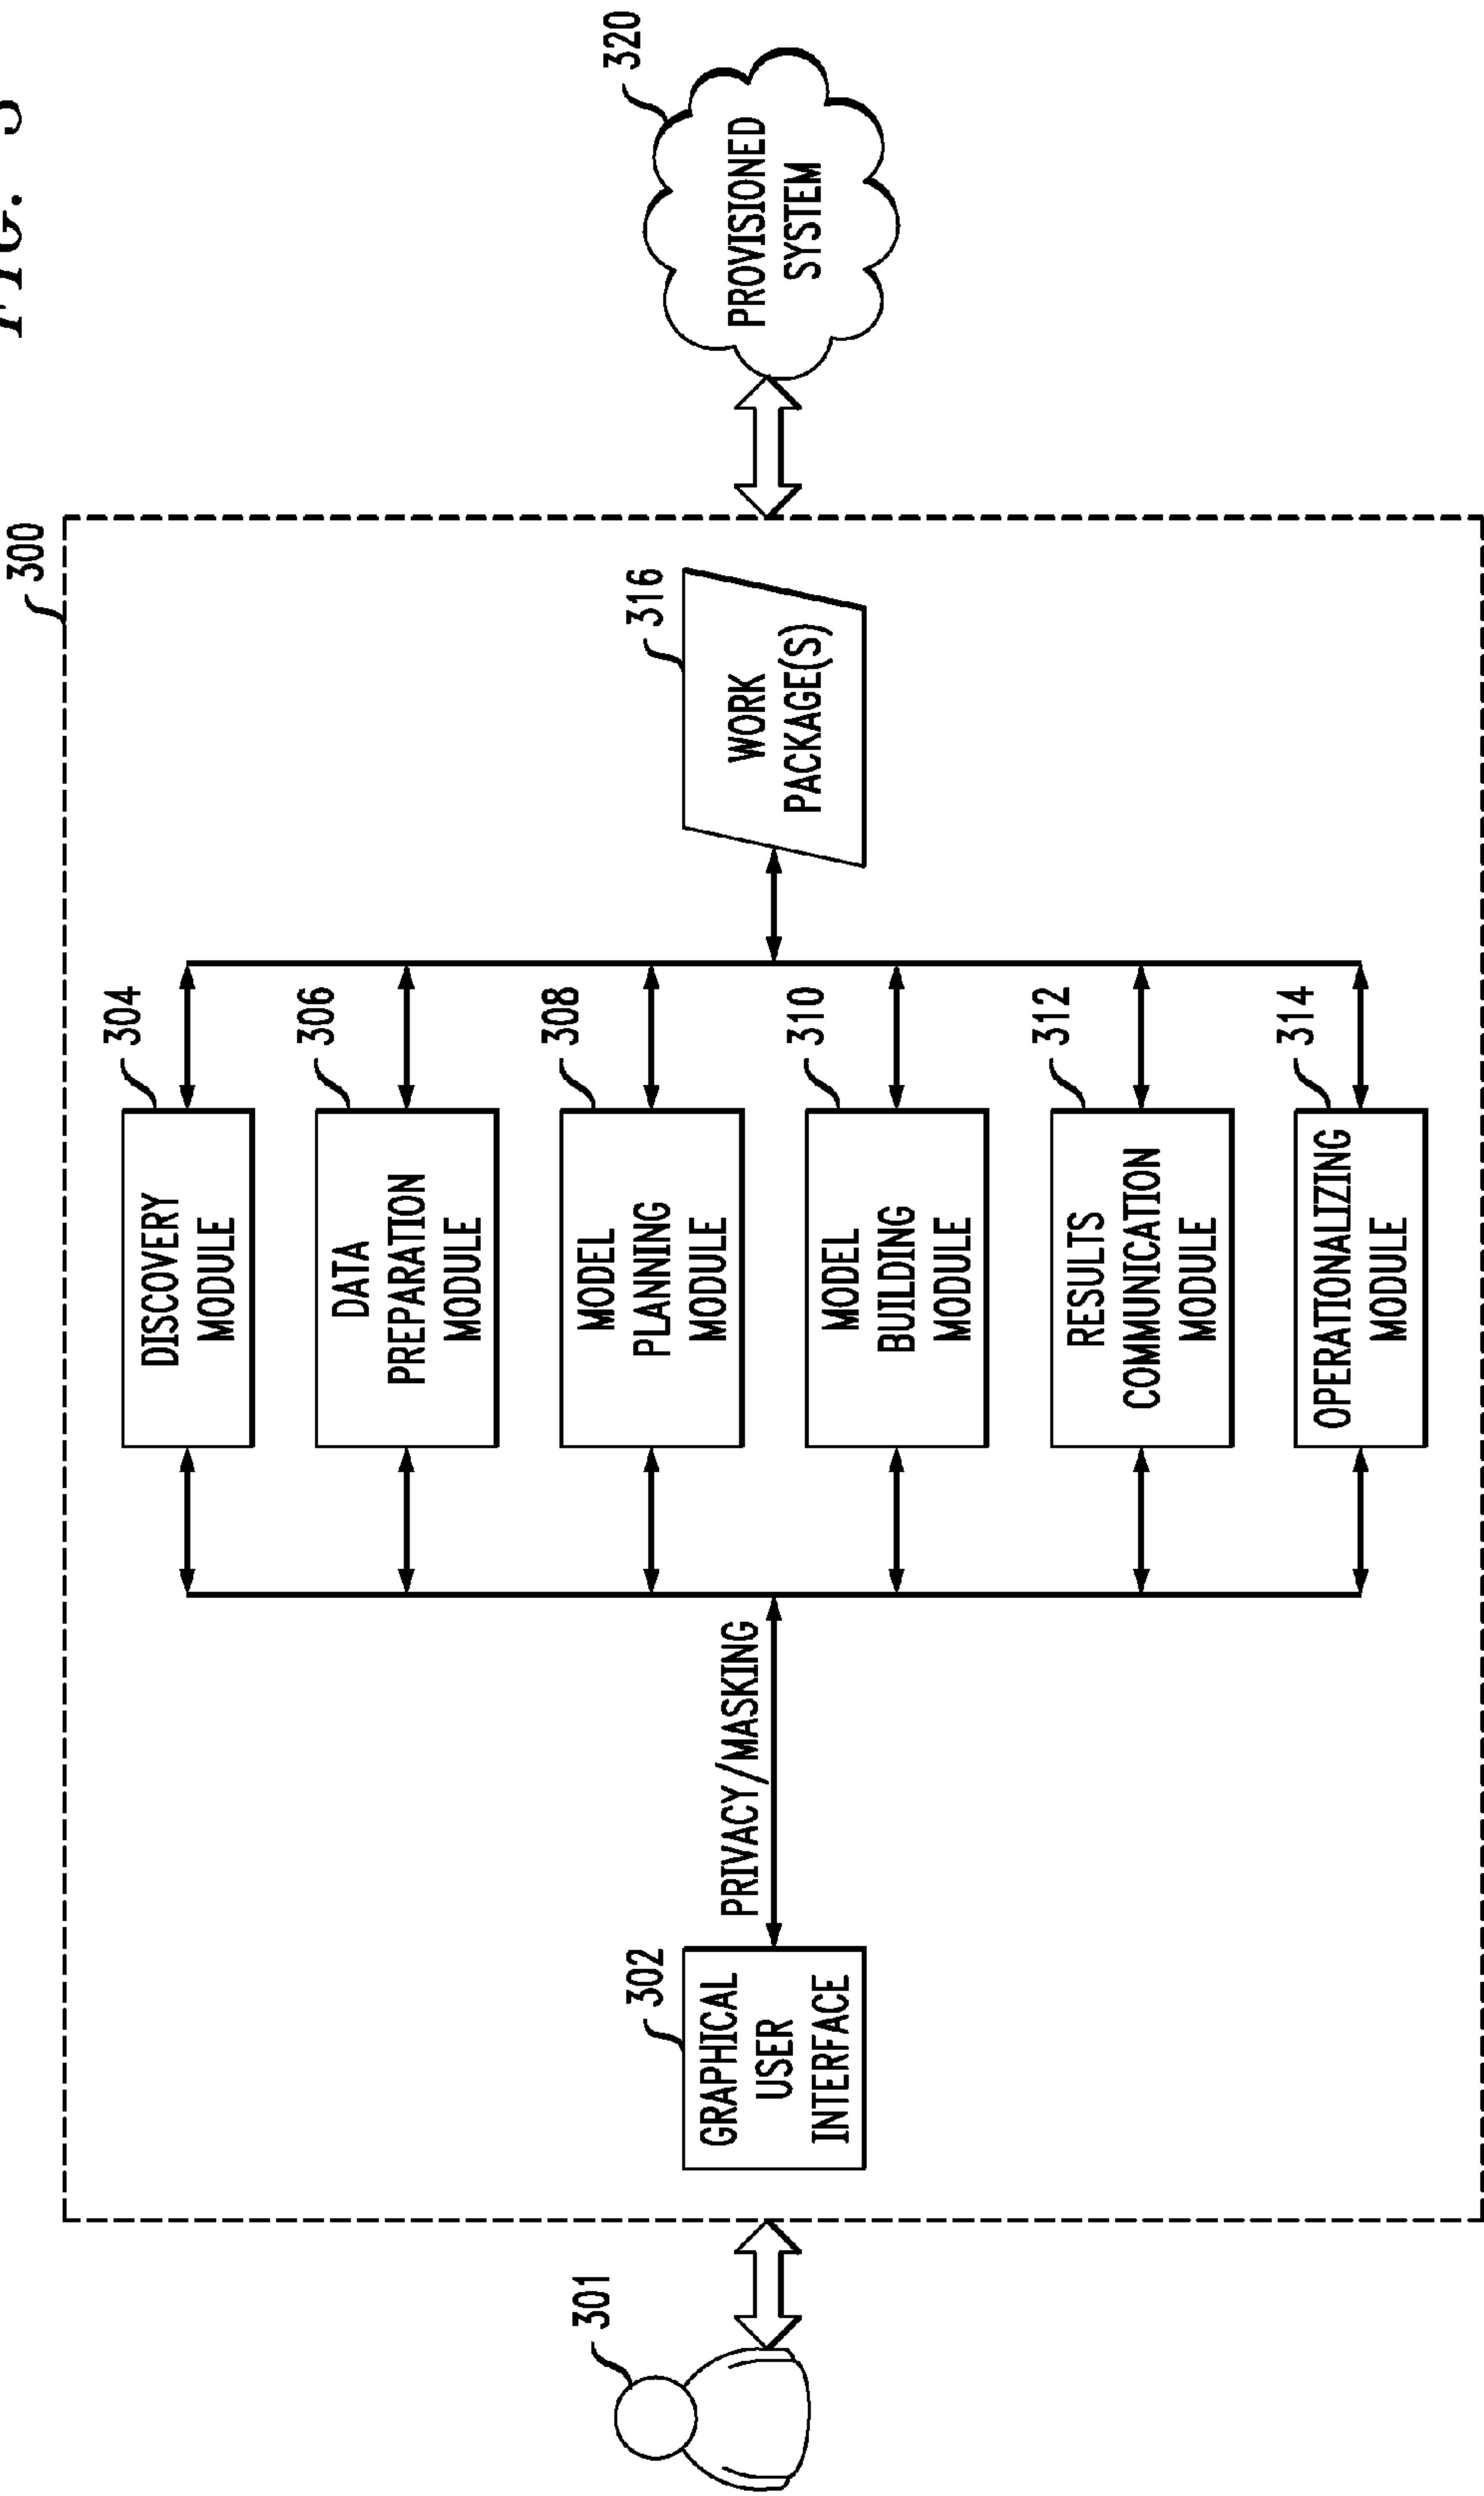 FIG. 3
300
301
302
GRAPHICAL
USER
INTERFACE
PRIVACY/MASKING
304
DISCOVERY
MODULE
306
DATA
PREPARATION
MODULE
308
MODEL
PLANNING
MODULE
310
MODEL
BUILDING
MODULE
312
RESULTS
COMMUNICATION
MODULE
314
OPERATIONALIZING
MODULE
316
WORK
PACKAGE(S)
320
PROVISIONED
SYSTEM